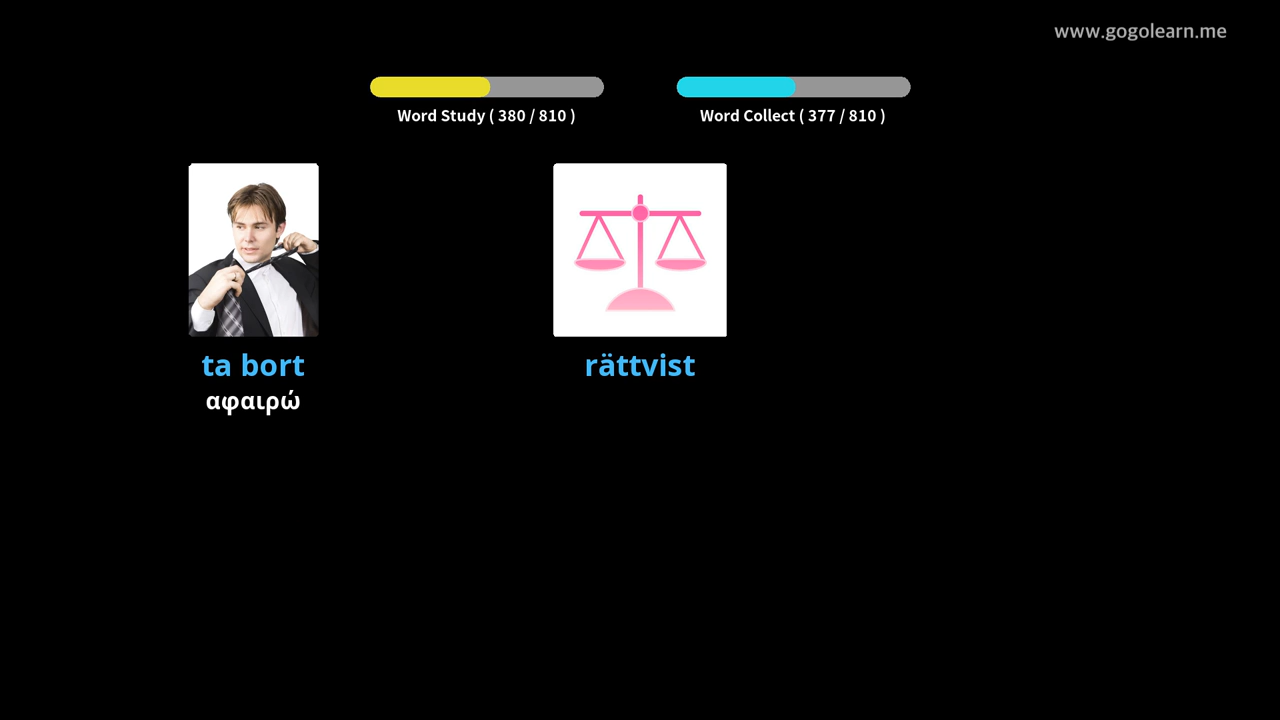 www.gogolearn.me
Word Study ( 380 / 810 )
Word Collect ( 377 / 810 )
ta bort
αφαιρώ
rättvist